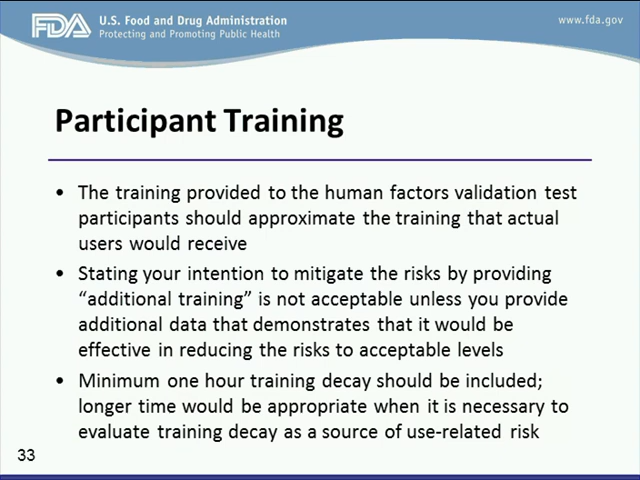 FDA U.S. Food and Drug Administration
Protecting and Promoting Public Health
www.fda.gov
Participant Training
• The training provided to the human factors validation test
participants should approximate the training that actual
users would receive
• Stating your intention to mitigate the risks by providing
“additional training” is not acceptable unless you provide
additional data that demonstrates that it would be
effective in reducing the risks to acceptable levels
• Minimum one hour training decay should be included;
longer time would be appropriate when it is necessary to
evaluate training decay as a source of use-related risk
33